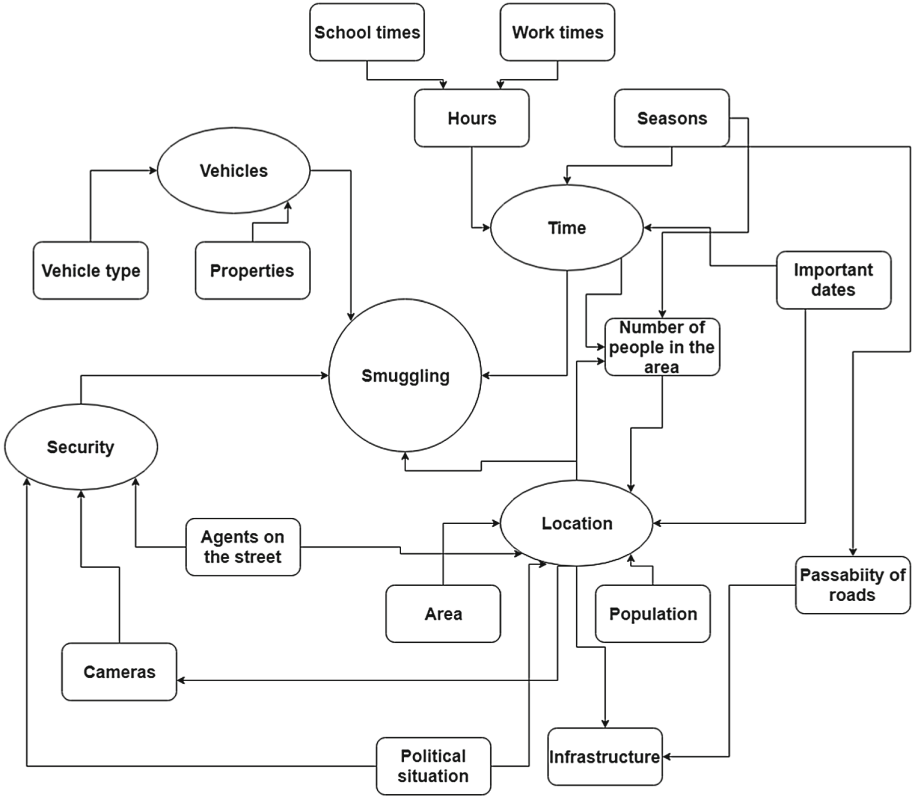 School times
Work times
Hours
Seasons
Vehicles
Time
Vehicle type
Properties
Important
dates
Number of
people in the
area
Smuggling
Security
Location
Agents on
the street
Passabiity of
roads
Area
Population
Cameras
Political
situation
Infrastructure